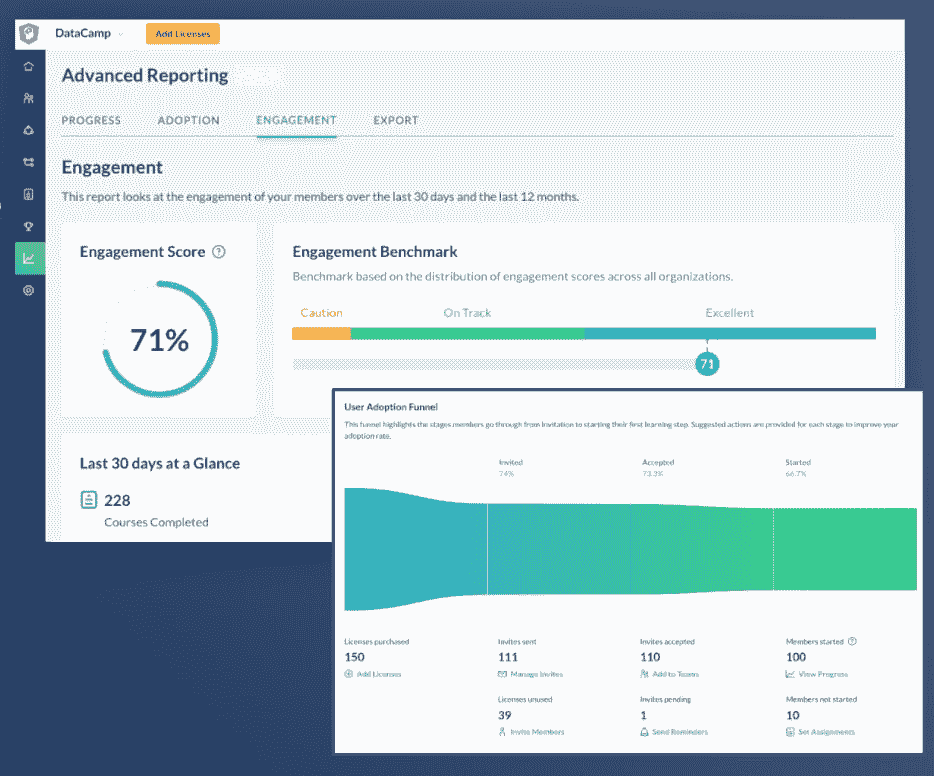 DataCamp
Add Licenses
Advanced Reporting
PROGRESS ADOPTION ENGAGEMENT EXPORT
Engagement
This report looks at the engagement of your members over the last 30 days and the last 12 months.
Engagement Score
71%
Engagement Benchmark
Benchmark based on the distribution of engagement scores across all organizations.
Caution On Track Excellent
71
Last 30 days at a Glance
228
Courses Completed
User Adoption Funnel
This funnel highlights the stages members go through from invitation to starting their first learning step. Suggested actions are provided for each stage to improve your
adoption rate.
Invited Accepted Started
74% 73.3% 66.7%
Licenses purchased Invites sent Invites accepted Members started
150 111 110 100
Add Licenses Manage Invites Add to Teams View Progress
Licenses unused Invites pending Members not started
39 1 10
Invite Members Send Reminders Set Assignments